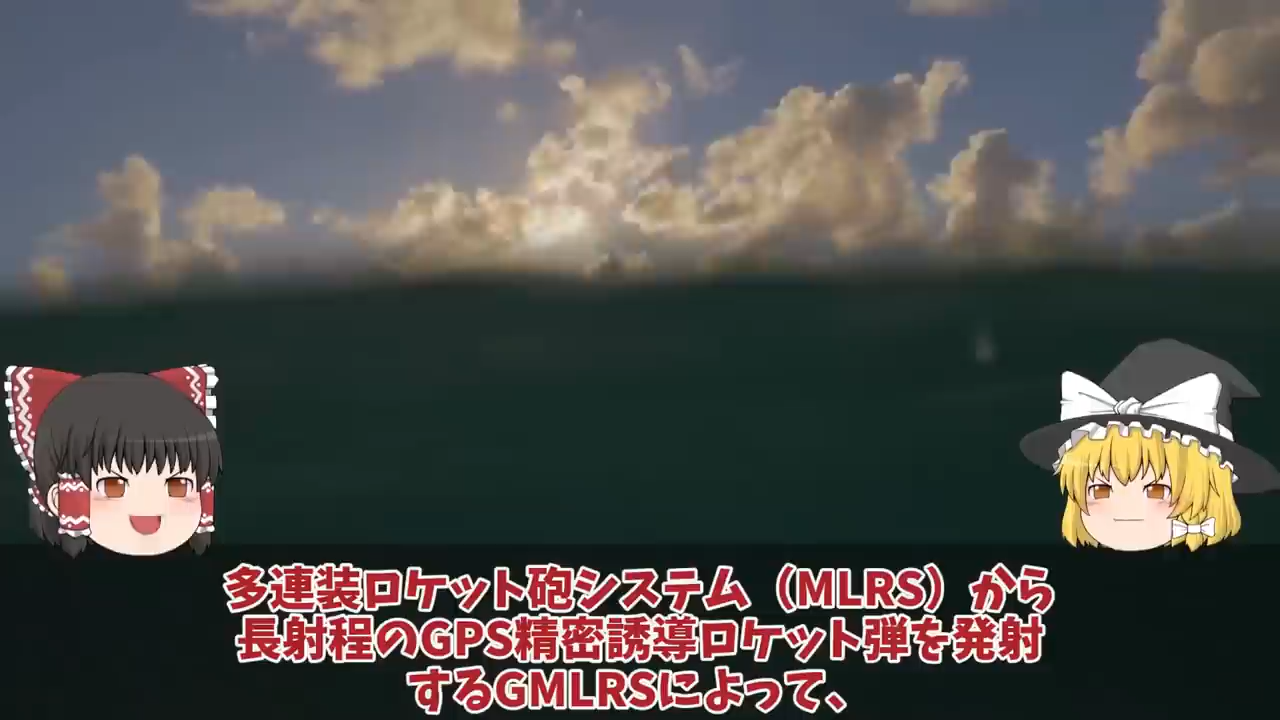 多連装ロケット砲システム（MLRS）から
長射程のGPS精密誘導ロケット弾を発射
するGMLRSによって、